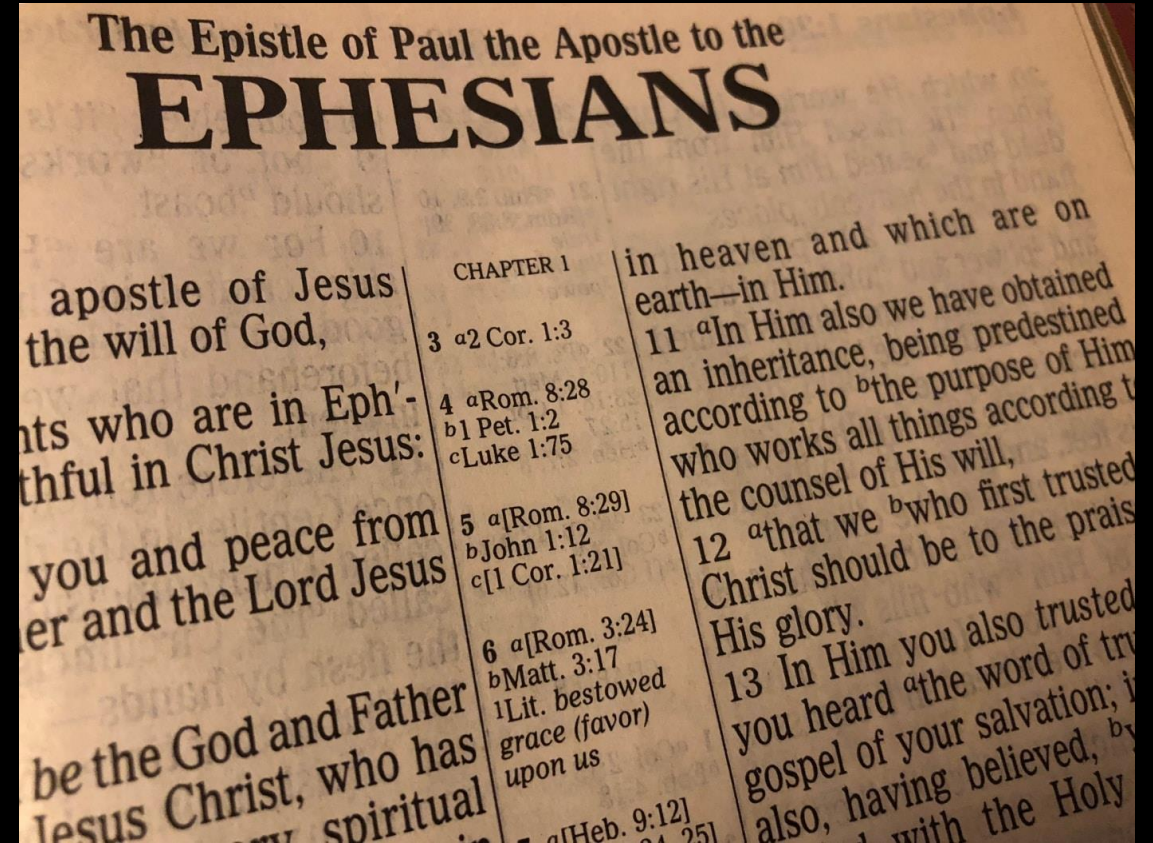 The Epistle of Paul the Apostle to the
EPHESIANS
apostle of Jesus
the will of God,
nts who are in Eph'-
thful in Christ Jesus:
you and peace from
er and the Lord Jesus
be the God and Father
Jesus Christ, who has
spiritual
CHAPTER 1
3 a2 Cor. 1:3
4 aRom. 8:28
b1 Pet. 1:2
cLuke 1:75
5 a[Rom. 8:29]
bJohn 1:12
c[1 Cor. 1:21]
6 a[Rom. 3:24]
bMatt. 3:17
1Lit. bestowed
grace (favor)
upon us
a[Heb. 9:12]
in heaven and which are on
earth—in Him.
11 aIn Him also we have obtained
an inheritance, being predestined
according to bthe purpose of Him
who works all things according t
the counsel of His will,
12 athat we bwho first trusted
Christ should be to the prais
His glory.
13 In Him you also trusted
you heard athe word of tru
gospel of your salvation; i
also, having believed, by
with the Holy